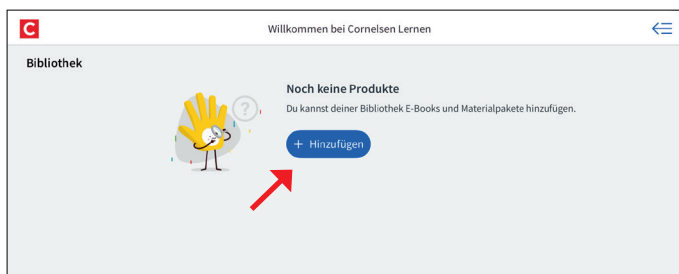 C
Willkommen bei Cornelsen Lernen
Bibliothek
?
Noch keine Produkte
Du kannst deiner Bibliothek E-Books und Materialpakete hinzufügen.
+ Hinzufügen